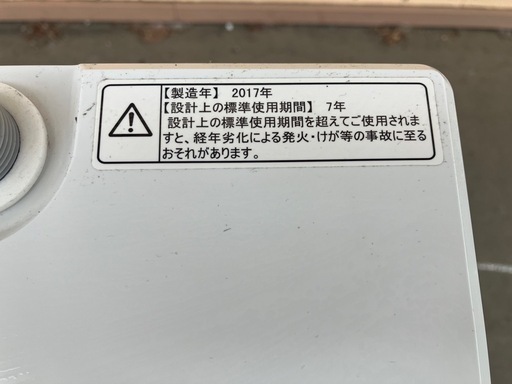 【製造年】 2017年
【設計上の標準使用期間】 7年
設計上の標準使用期間を超えてご使用されま
すと、経年劣化による発火・けが等の事故に至る
おそれがあります。